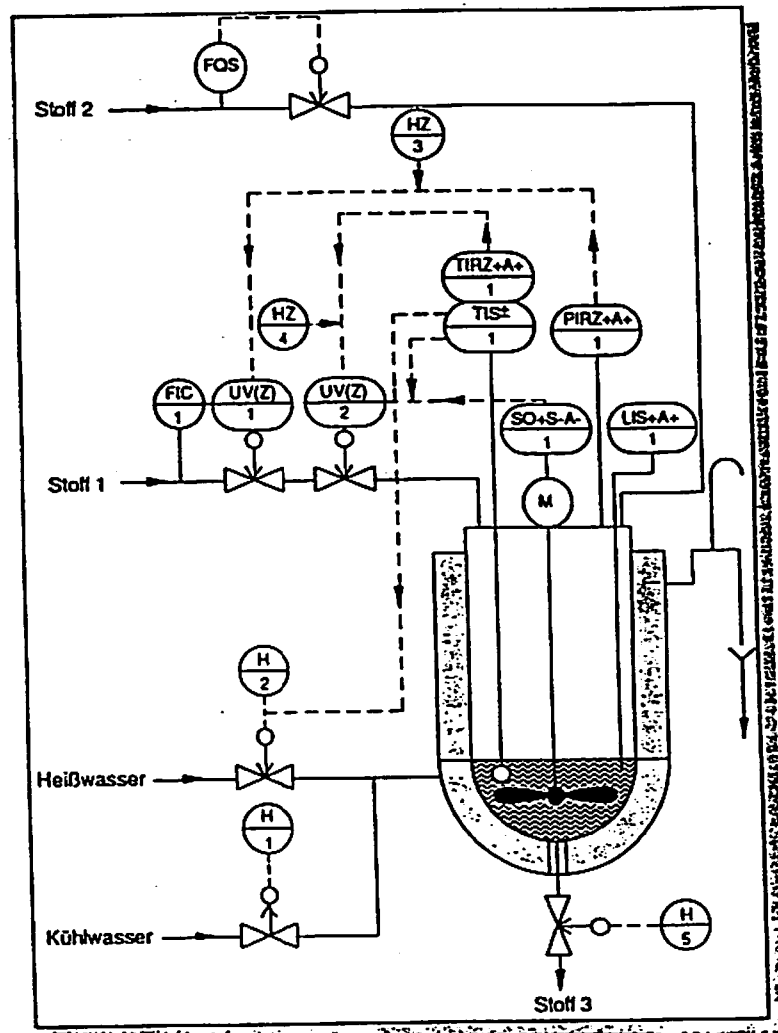 FQS
Stoff 2
HZ
3
TIRZ+A+
1
HZ
4
TIS±
1
PIRZ+A+
1
FIC
1
UV(Z)
1
UV(Z)
2
SO+S-A-
1
LIS+A+
1
Stoff 1
M
H
2
Heißwasser
H
1
Kühlwasser
H
5
Stoff 3